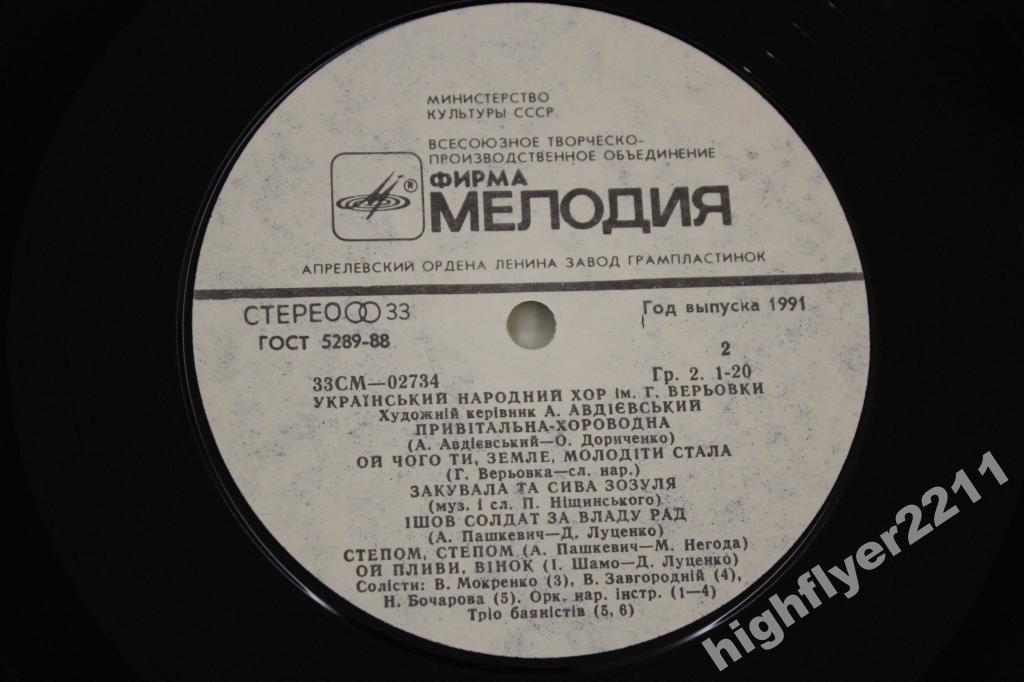 МИНИСТЕРСТВО
КУЛЬТУРЫ СССР.
ВСЕСОЮЗНОЕ ТВОРЧЕСКО-
ПРОИЗВОДСТВЕННОЕ ОБЪЕДИНЕНИЕ
®
ФИРМА
МЕЛОДИЯ
АПРЕЛЕВСКИЙ ОРДЕНА ЛЕНИНА ЗАВОД ГРАМПЛАСТИНОК
СТЕРЕО 33
Год выпуска 1991
ГОСТ 5289-88
2
33СМ—02734
Гр. 2. 1-20
УКРАЇНСЬКИЙ НАРОДНИЙ ХОР ім. Г. ВЕРЬОВКИ
Художній керівник А. АВДІЄВСЬКИЙ
ПРИВІТАЛЬНА-ХОРОВОДНА
(А. Авдієвський—О. Дориченко)
ОЙ ЧОГО ТИ, ЗЕМЛЕ, МОЛОДІТИ СТАЛА
(Г. Верьовка—сл. нар.)
ЗАКУВАЛА ТА СИВА ЗОЗУЛЯ
(муз. і сл. П. Ніщинського)
ІШОВ СОЛДАТ ЗА ВЛАДУ РАД
(А. Пашкевич—Д. Луценко)
СТЕПОМ, СТЕПОМ (А. Пашкевич—М. Негода)
ОЙ ПЛИВИ, ВІНОК (І. Шамо—Д. Луценко)
Солісти: В. Мокренко (3), В. Завгородній (4),
Н. Бочарова (5). Орк. нар. інстр. (1—4)
Тріо баяністів (5, 6)
highflyer2211